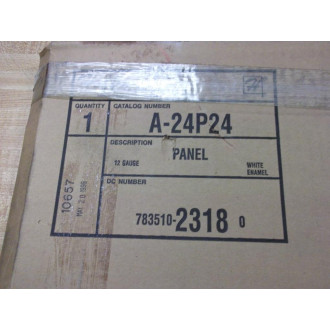 QUANTITY
1
CATALOG NUMBER
A-24P24
DESCRIPTION
PANEL
12 GAUGE
WHITE
ENAMEL
DC NUMBER
783510-2318 0
10657